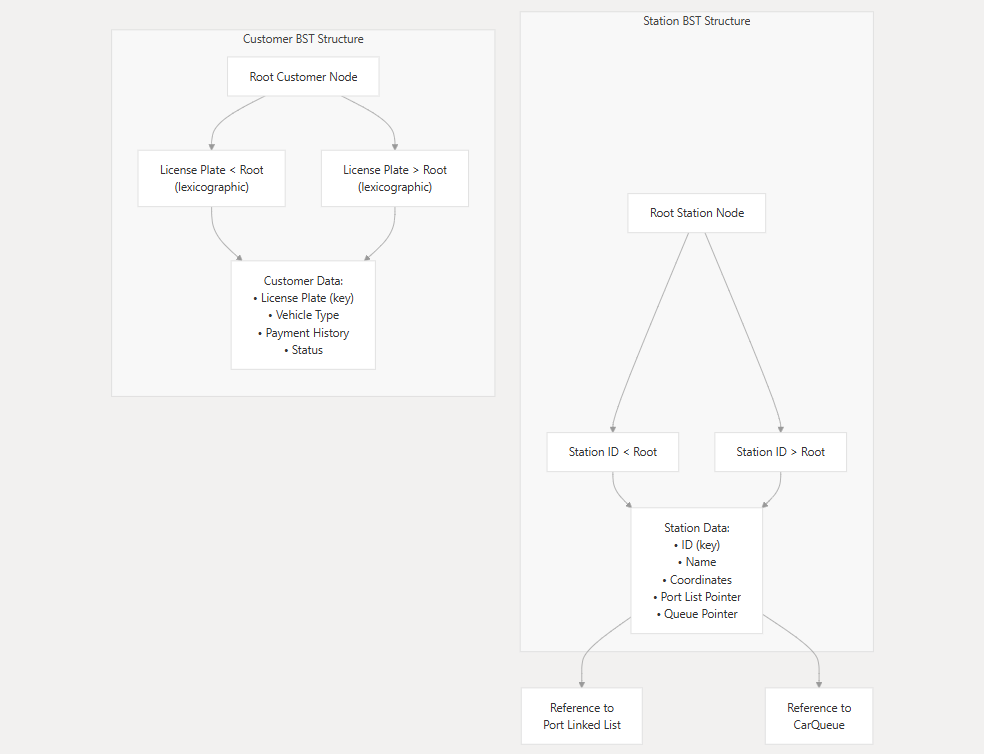 Customer BST Structure
Root Customer Node
License Plate < Root
(lexicographic)
License Plate > Root
(lexicographic)
Customer Data:
• License Plate (key)
• Vehicle Type
• Payment History
• Status
Station BST Structure
Root Station Node
Station ID < Root
Station ID > Root
Station Data:
• ID (key)
• Name
• Coordinates
• Port List Pointer
• Queue Pointer
Reference to
Port Linked List
Reference to
CarQueue